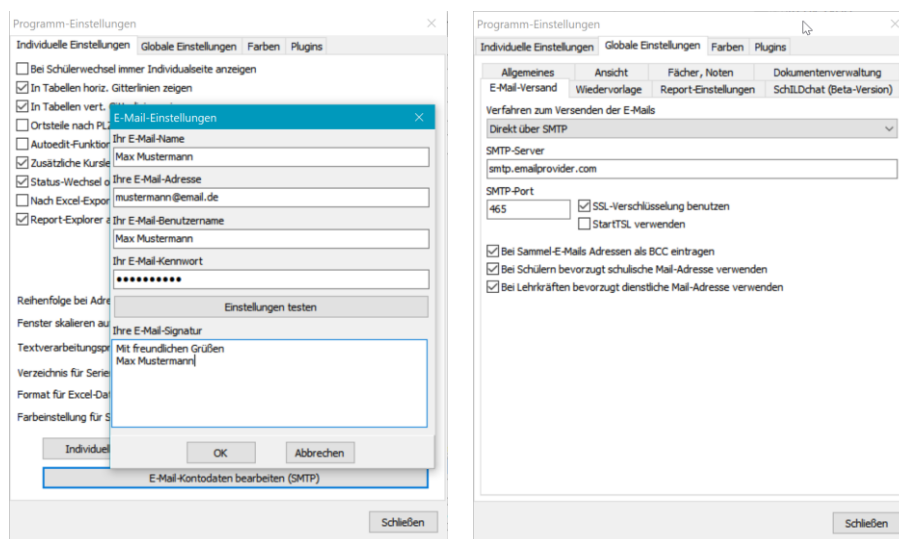 Programm-Einstellungen
Individuelle Einstellungen Globale Einstellungen Farben Plugins
Bei Schülerwechsel immer Individualseite anzeigen
In Tabellen horiz. Gitterlinien zeigen
In Tabellen vert.
Ortsteile nach PLZ
Autoedit-Funktion
Zusätzliche Kursle
Status-Wechsel o
Nach Excel-Expor
Report-Explorer a
Reihenfolge bei Adre
Fenster skalieren au
Textverarbeitungspr
Verzeichnis für Serie
Format für Excel-Dat
Farbeinstellung für S
Individuel
E-Mail-Kontodaten bearbeiten (SMTP)
Schließen
E-Mail-Einstellungen
Ihr E-Mail-Name
Max Mustermann
Ihre E-Mail-Adresse
mustermann@email.de
Ihr E-Mail-Benutzername
Max Mustermann
Ihr E-Mail-Kennwort
••••••••••
Einstellungen testen
Ihre E-Mail-Signatur
Mit freundlichen Grüßen
Max Mustermann
OK Abbrechen
Programm-Einstellungen
Individuelle Einstellungen Globale Einstellungen Farben Plugins
Allgemeines Ansicht Fächer, Noten Dokumentenverwaltung
E-Mail-Versand Wiedervorlage Report-Einstellungen SchILDchat (Beta-Version)
Verfahren zum Versenden der E-Mails
Direkt über SMTP
SMTP-Server
smtp.emailprovider.com
SMTP-Port
465 SSL-Verschlüsselung benutzen
StartTSL verwenden
Bei Sammel-E-Mails Adressen als BCC eintragen
Bei Schülern bevorzugt schulische Mail-Adresse verwenden
Bei Lehrkräften bevorzugt dienstliche Mail-Adresse verwenden
Schließen